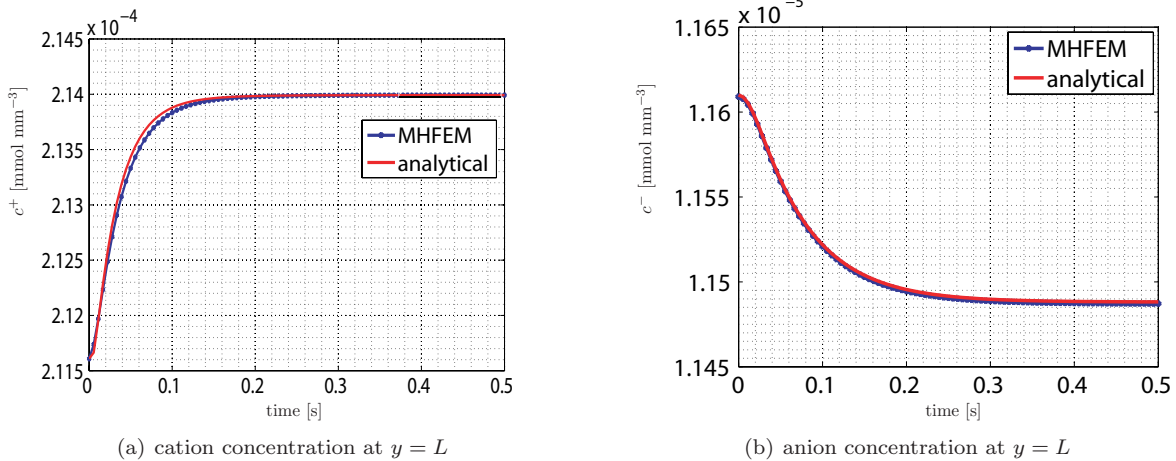 x 10⁻⁴
2.145
2.14
2.135
2.13
2.125
2.12
2.115
0
0.1
0.2
0.3
0.4
0.5
c⁺ [mmol mm⁻³]
time [s]
MHFEM
analytical
(a) cation concentration at y = L
x 10⁻⁵
1.165
1.16
1.155
1.15
1.145
0
0.1
0.2
0.3
0.4
0.5
c⁻ [mmol mm⁻³]
time [s]
MHFEM
analytical
(b) anion concentration at y = L